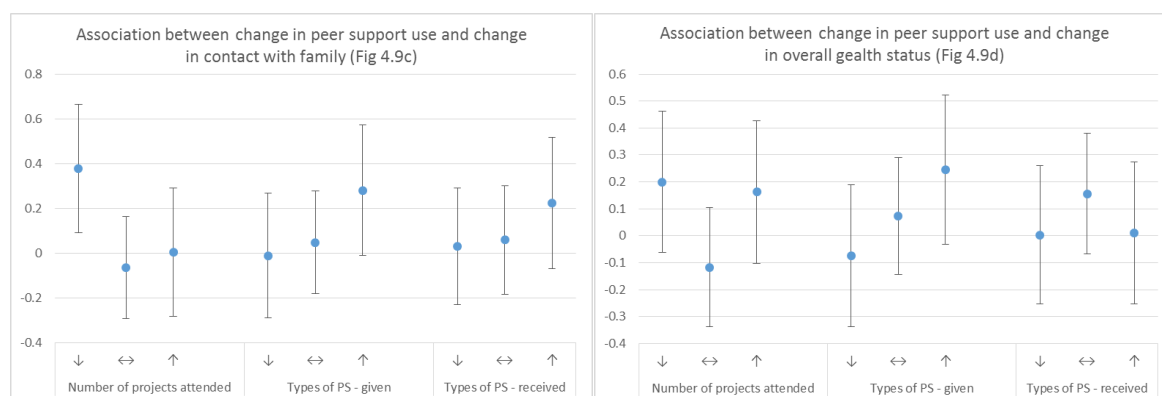 Association between change in peer support use and change
in contact with family (Fig 4.9c)
0.8
0.6
0.4
0.2
0
-0.2
-0.4
↓ ↔ ↑ ↓ ↔ ↑ ↓ ↔ ↑
Number of projects attended Types of PS - given Types of PS - received
Association between change in peer support use and change
in overall gealth status (Fig 4.9d)
0.6
0.5
0.4
0.3
0.2
0.1
0
-0.1
-0.2
-0.3
-0.4
↓ ↔ ↑ ↓ ↔ ↑ ↓ ↔ ↑
Number of projects attended Types of PS - given Types of PS - received